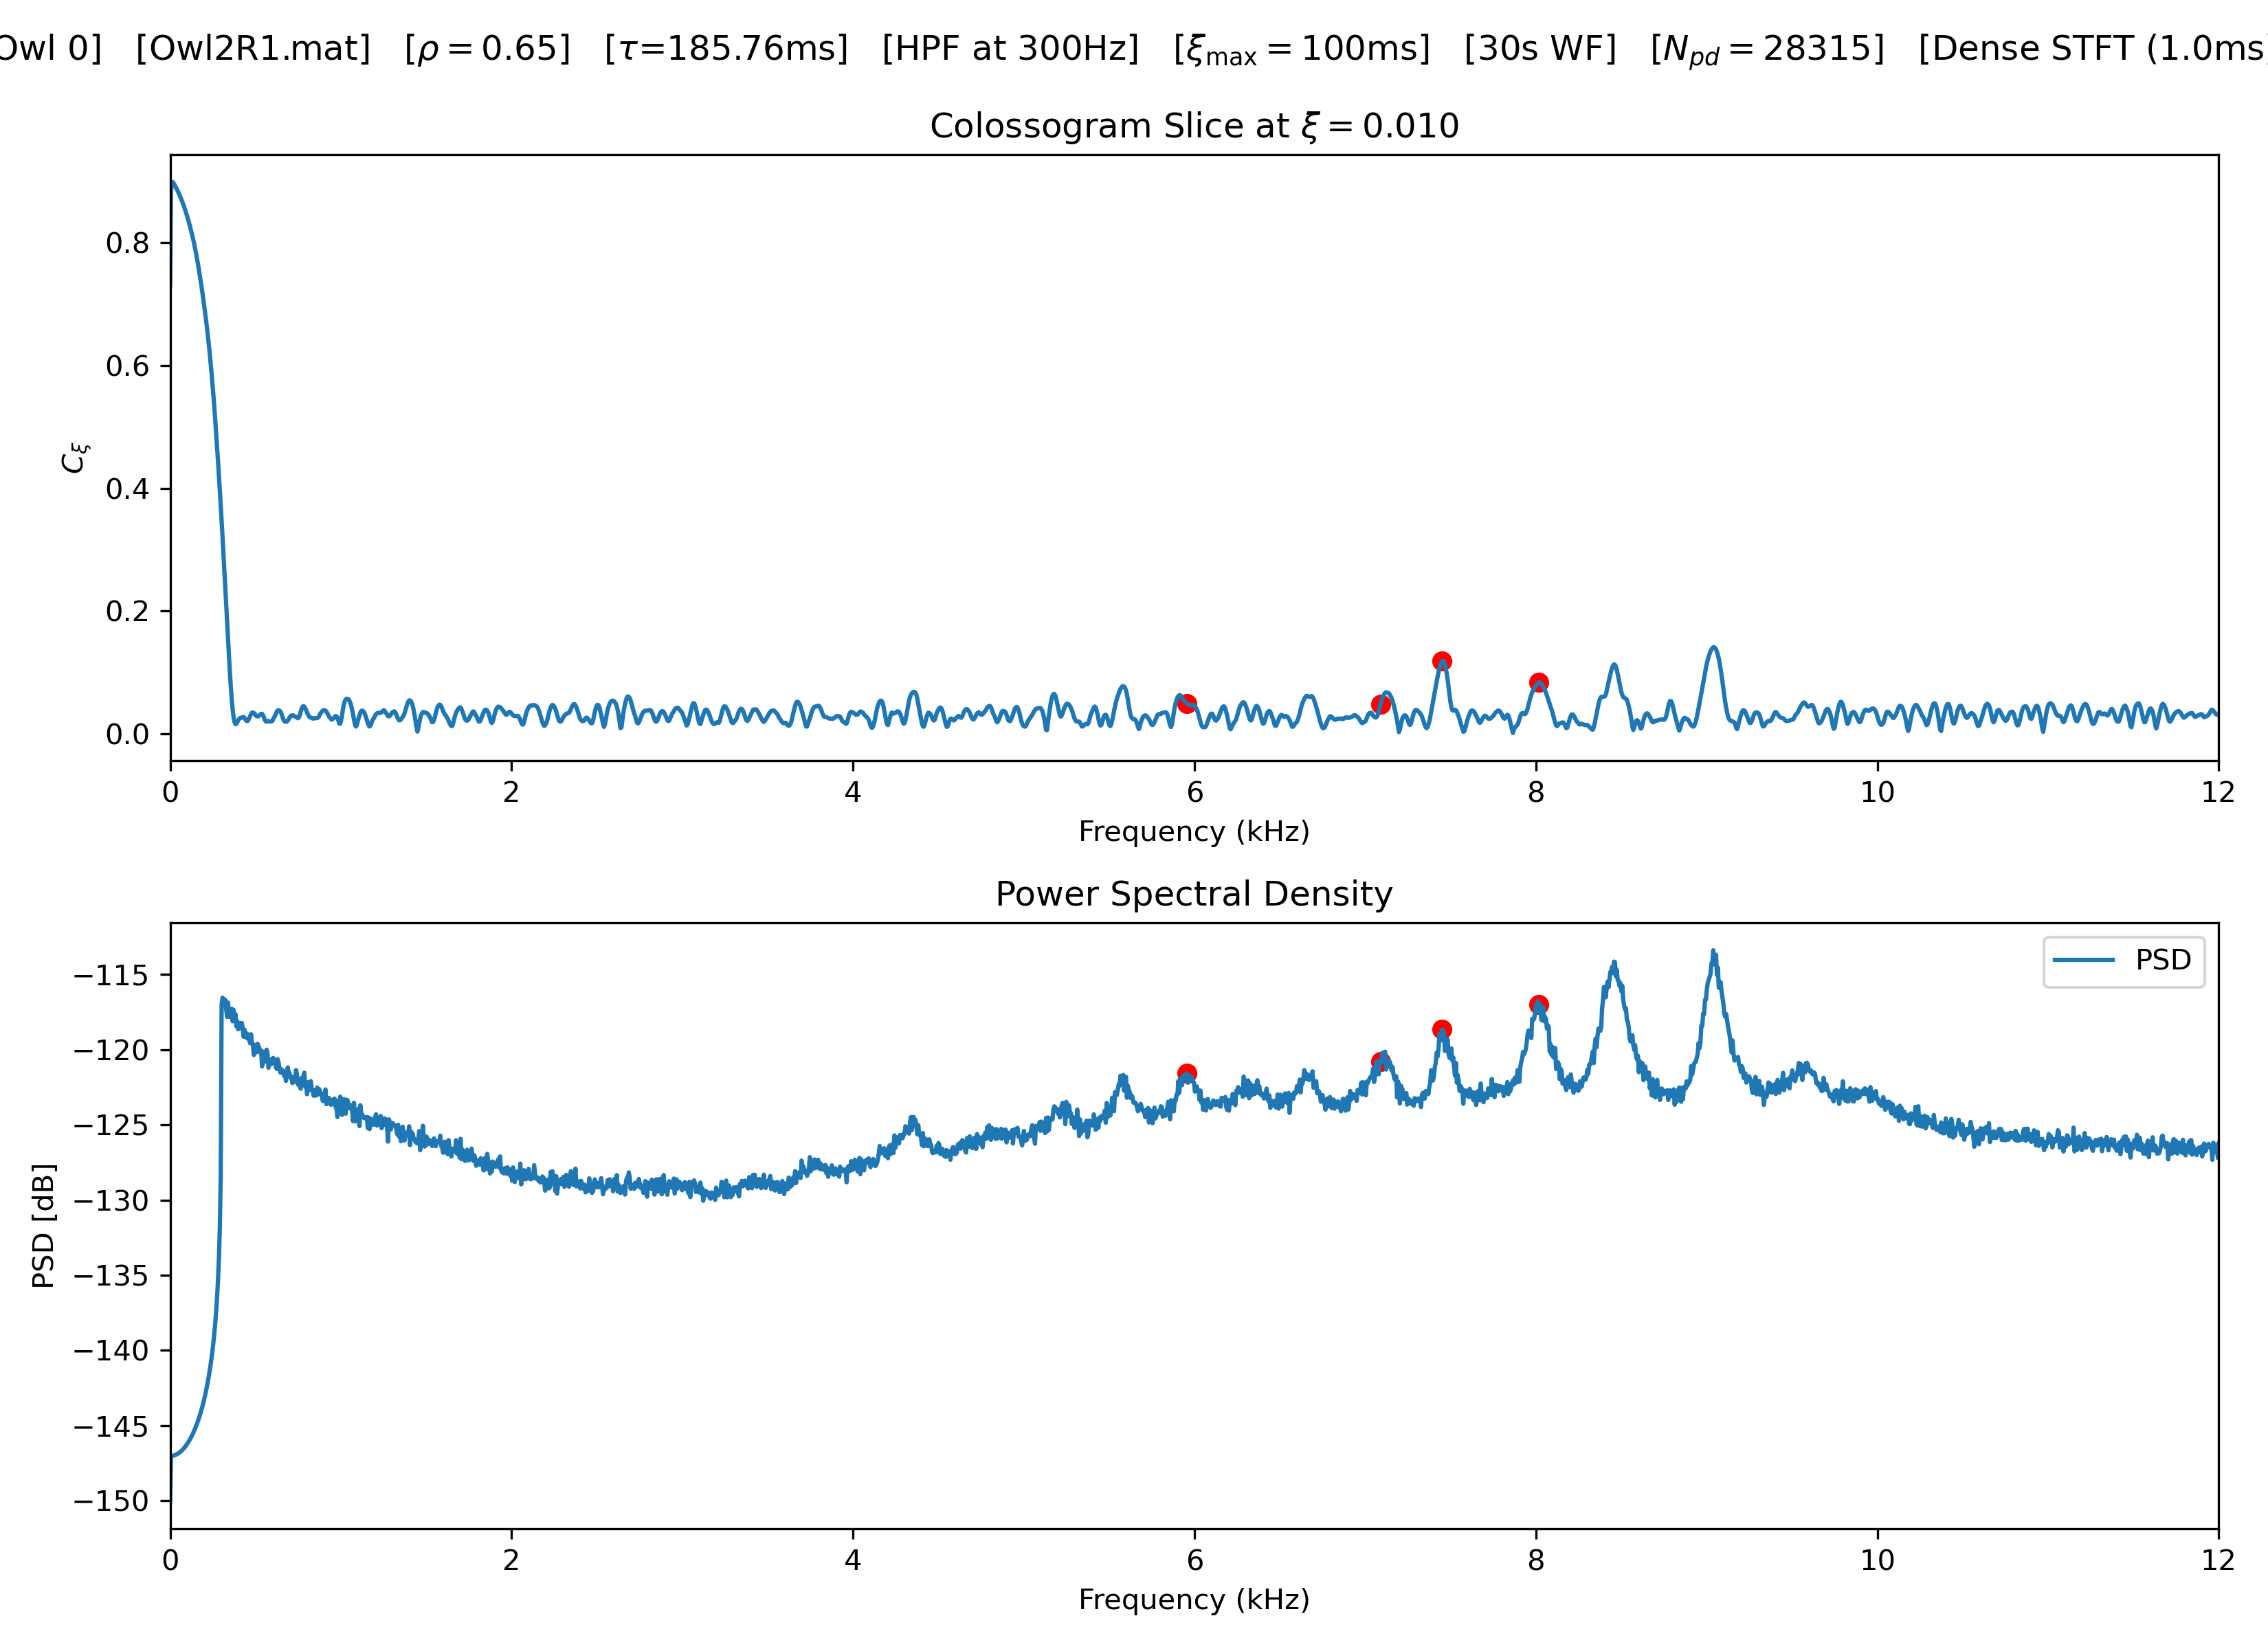 Owl 0] [Owl2R1.mat] [ρ = 0.65] [τ=185.76ms] [HPF at 300Hz] [ξmax = 100ms] [30s WF] [Npd = 28315] [Dense STFT (1.0ms)
Colossogram Slice at ξ = 0.010
0.8
0.6
0.4
0.2
0.0
Cξ
0 2 4 6 8 10 12
Frequency (kHz)
Power Spectral Density
PSD
−115
−120
−125
−130
−135
−140
−145
−150
PSD [dB]
0 2 4 6 8 10 12
Frequency (kHz)